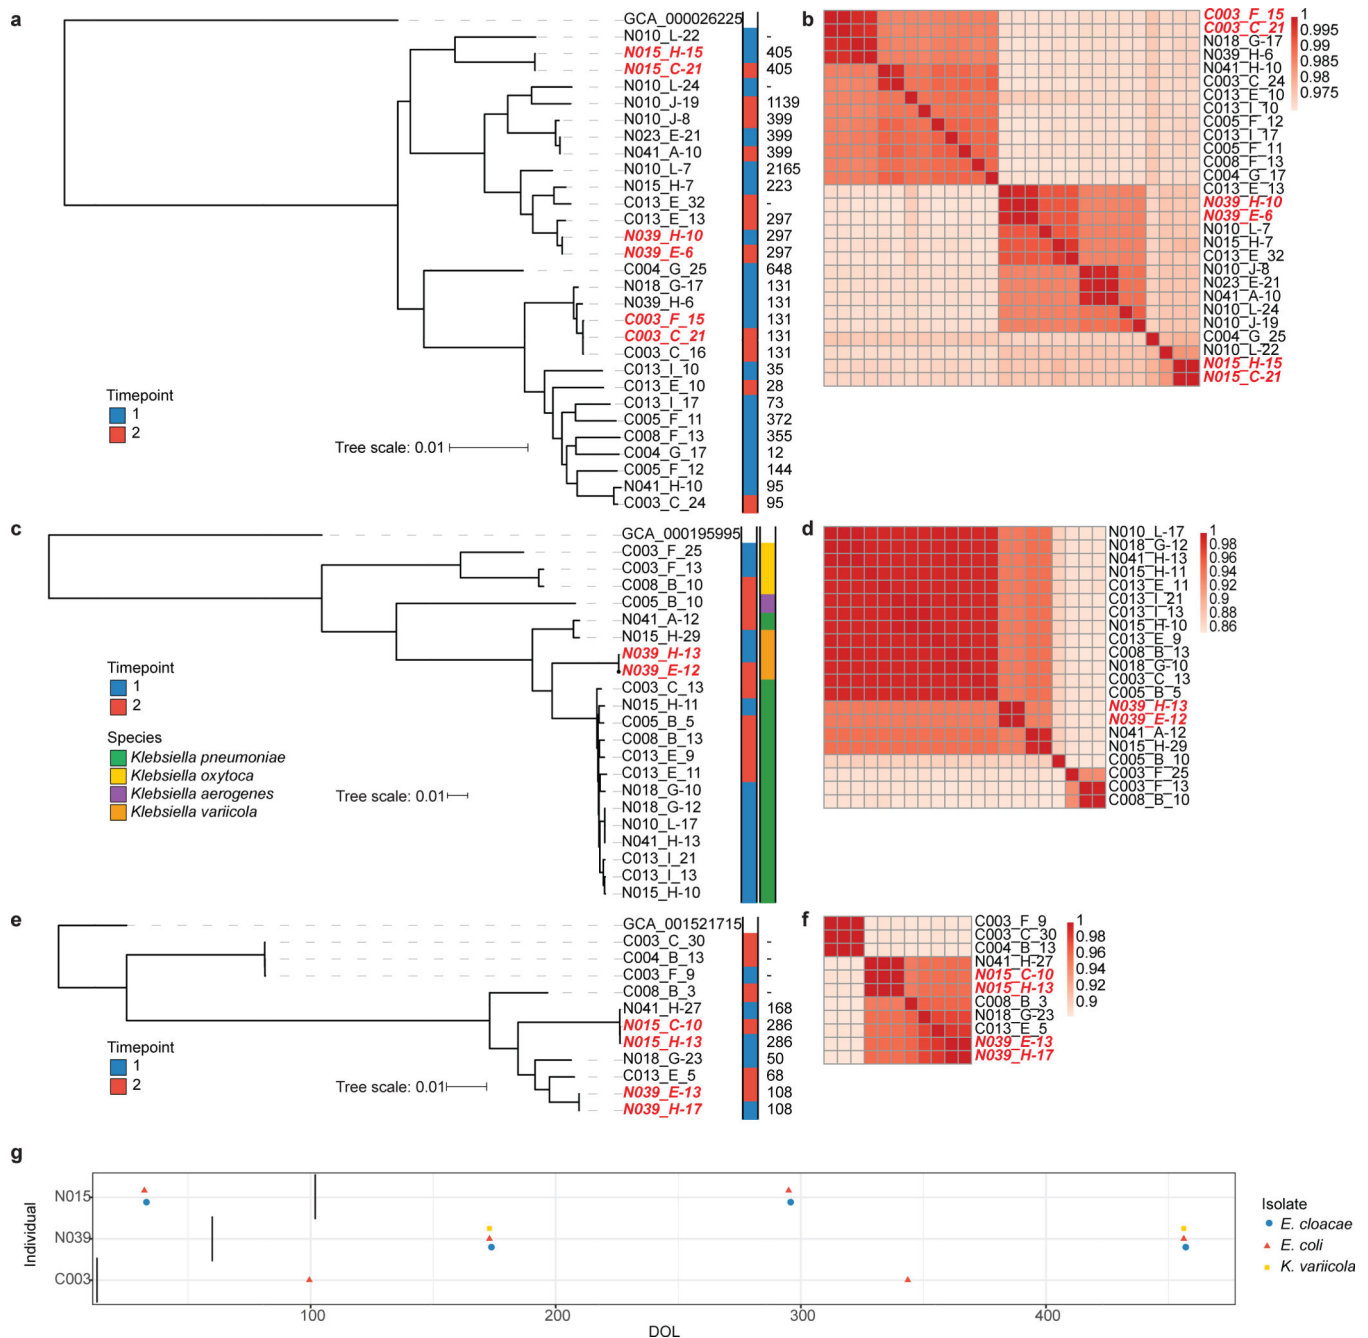 a
GCA_000026225
N010_L-22 -
N015_H-15 405
N015_C-21 405
N010_L-24 -
N010_J-19 1139
N010_J-8 399
N023_E-21 399
N041_A-10 399
N010_L-7 2165
N015_H-7 223
C013_E_32 -
C013_E_13 297
N039_H-10 297
N039_E-6 297
C004_G_25 648
N018_G-17 131
N039_H-6 131
C003_F_15 131
C003_C_21 131
C003_C_16 131
C013_I_10 35
C013_E_10 28
C013_I_17 73
C005_F_11 372
C008_F_13 355
C004_G_17 12
C005_F_12 144
N041_H-10 95
C003_C_24 95
Timepoint
1
2
Tree scale: 0.01
b
C003_F_15
C003_C_21
N018_G-17
N039_H-6
N041_H-10
C003_C_24
C013_E_10
C013_I_10
C005_F_12
C013_I_17
C005_F_11
C008_F_13
C004_G_17
C013_E_13
N039_H-10
N039_E-6
N010_L-7
N015_H-7
C013_E_32
N010_J-8
N023_E-21
N041_A-10
N010_L-24
N010_J-19
C004_G_25
N010_L-22
N015_H-15
N015_C-21
1
0.995
0.99
0.985
0.98
0.975
c
GCA_000195995
C003_F_25
C003_F_13
C008_B_10
C005_B_10
N041_A-12
N015_H-29
N039_H-13
N039_E-12
C003_C_13
N015_H-11
C005_B_5
C008_B_13
C013_E_9
C013_E_11
N018_G-10
N018_G-12
N010_L-17
N041_H-13
C013_I_21
C013_I_13
N015_H-10
Timepoint
1
2
Species
Klebsiella pneumoniae
Klebsiella oxytoca
Klebsiella aerogenes
Klebsiella variicola
Tree scale: 0.01
d
N010_L-17
N018_G-12
N041_H-13
N015_H-11
C013_E_11
C013_I_21
C013_I_13
N015_H-10
C013_E_9
C008_B_13
N018_G-10
C003_C_13
C005_B_5
N039_H-13
N039_E-12
N041_A-12
N015_H-29
C005_B_10
C003_F_25
C003_F_13
C008_B_10
1
0.98
0.96
0.94
0.92
0.9
0.88
0.86
e
GCA_001521715
C003_C_30 -
C004_B_13 -
C003_F_9 -
C008_B_3 -
N041_H-27 168
N015_C-10 286
N015_H-13 286
N018_G-23 50
C013_E_5 68
N039_E-13 108
N039_H-17 108
Timepoint
1
2
Tree scale: 0.01
f
C003_F_9
C003_C_30
C004_B_13
N041_H-27
N015_C-10
N015_H-13
C008_B_3
N018_G-23
C013_E_5
N039_E-13
N039_H-17
1
0.98
0.96
0.94
0.92
0.9
g
Individual
N015
N039
C003
100 200 300 400
DOL
Isolate
E. cloacae
E. coli
K. variicola